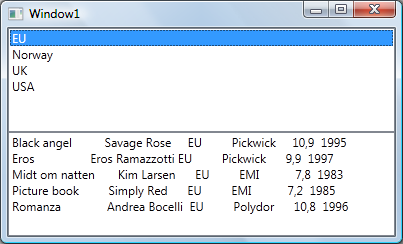 Window1
EU
Norway
UK
USA
Black angel Savage Rose EU Pickwick 10,9 1995
Eros Eros Ramazzotti EU Pickwick 9,9 1997
Midt om natten Kim Larsen EU EMI 7,8 1983
Picture book Simply Red EU EMI 7,2 1985
Romanza Andrea Bocelli EU Polydor 10,8 1996